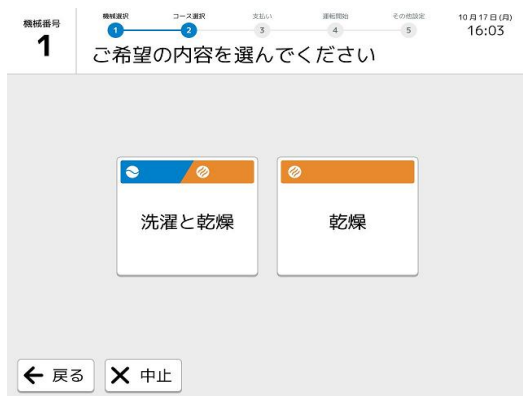 機械番号
1
機械選択
コース選択
支払い
運転開始
その他設定
1
2
3
4
5
10月17日(月)
16:03
ご希望の内容を選んでください
洗濯と乾燥
乾燥
戻る
中止